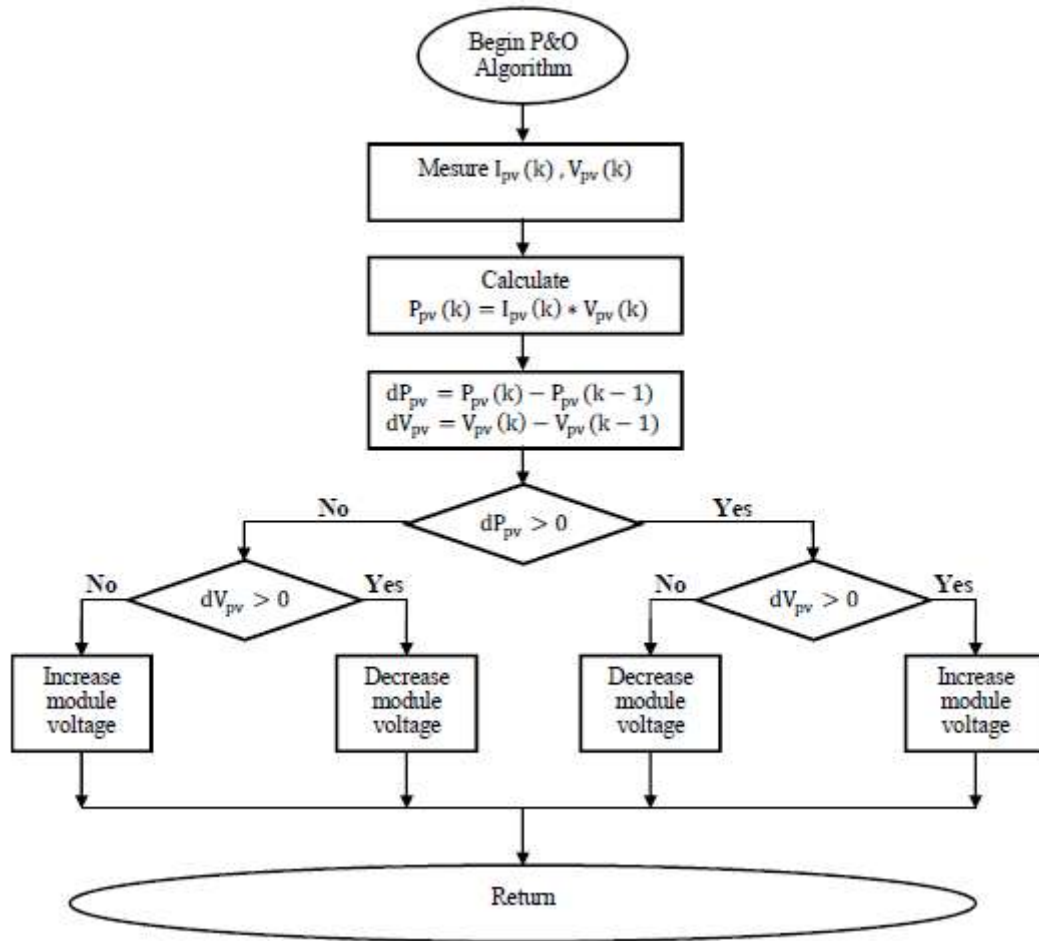 Begin P&O
Algorithm
Mesure I_pv(k) , V_pv(k)
Calculate
P_pv(k) = I_pv(k) ∗ V_pv(k)
dP_pv = P_pv(k) − P_pv(k − 1)
dV_pv = V_pv(k) − V_pv(k − 1)
No
dP_pv > 0
Yes
No
dV_pv > 0
Yes
No
dV_pv > 0
Yes
Increase
module
voltage
Decrease
module
voltage
Decrease
module
voltage
Increase
module
voltage
Return